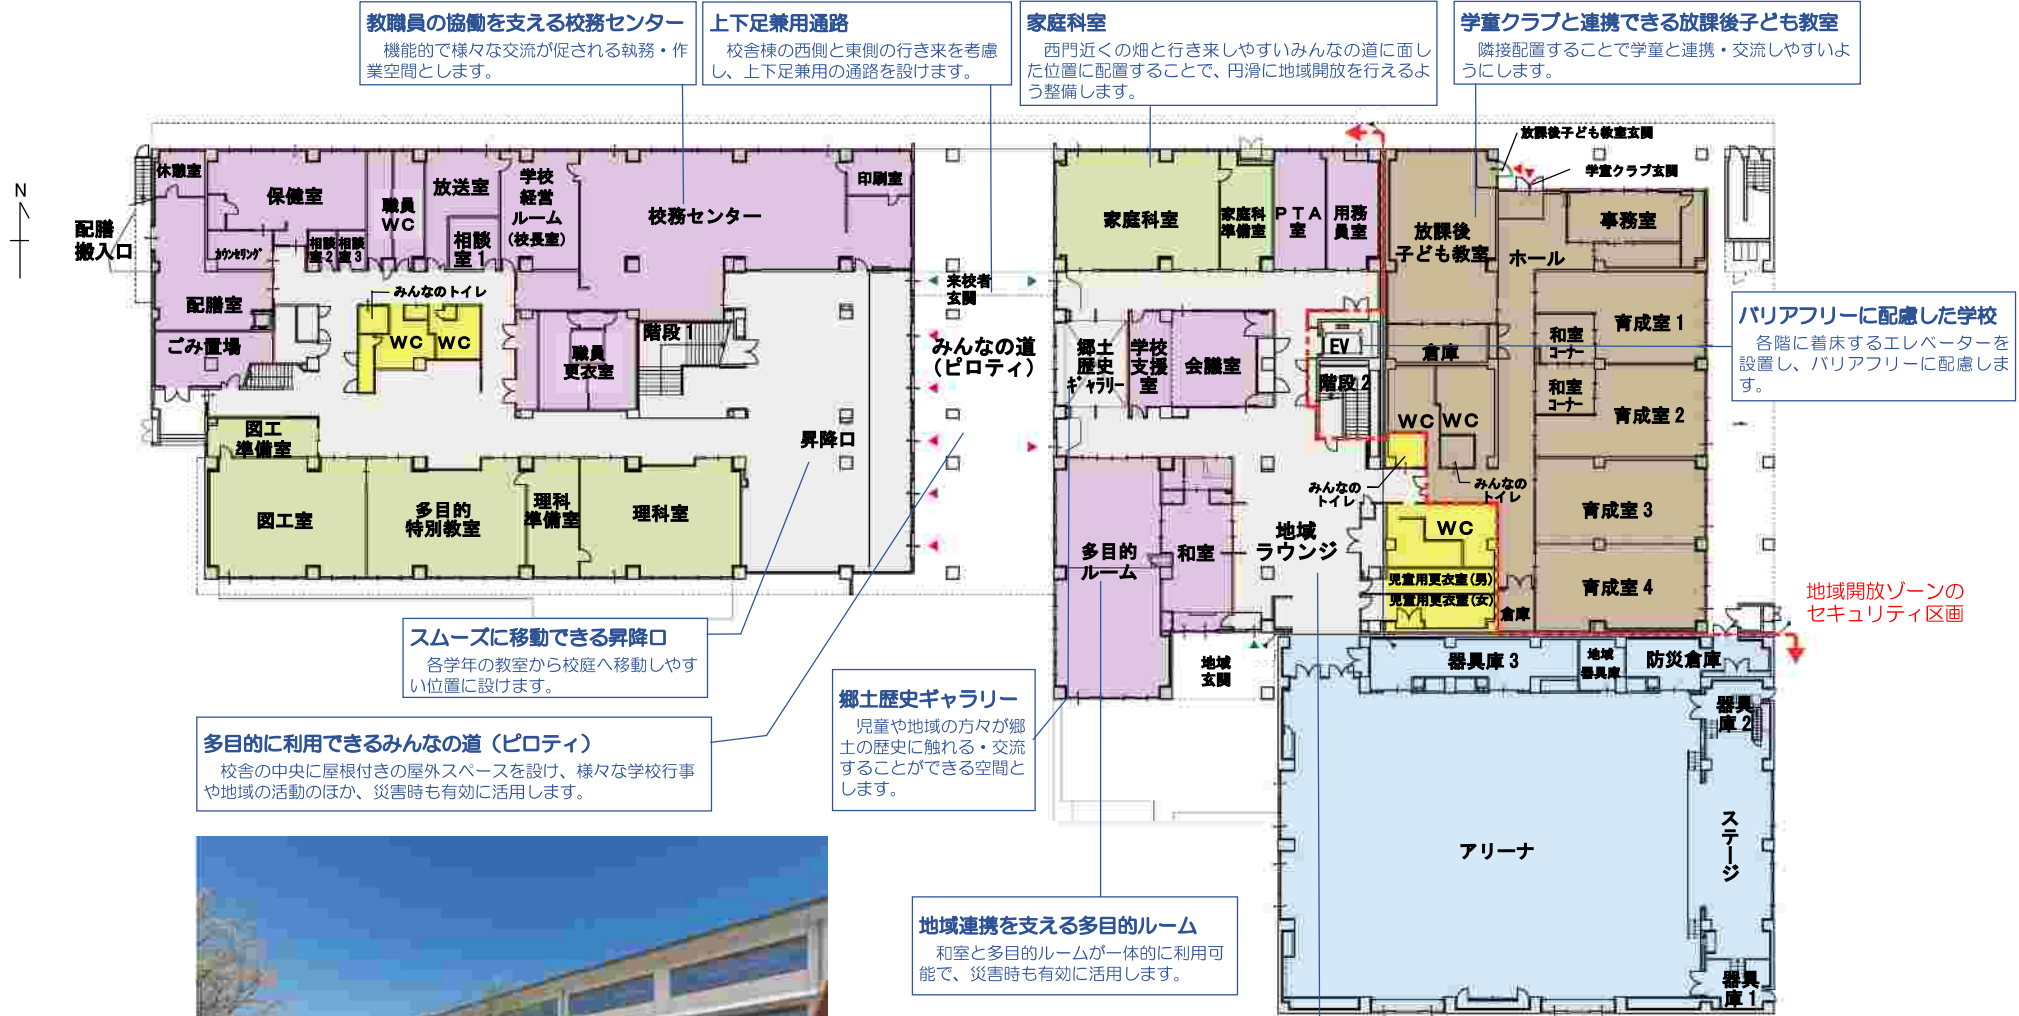 教職員の協働を支える校務センター
機能的で様々な交流が促される執務・作
業空間とします。
上下足兼用通路
校舎棟の西側と東側の行き来を考慮
し、上下足兼用の通路を設けます。
家庭科室
西門近くの畑と行き来しやすいみんなの道に面し
た位置に配置することで、円滑に地域開放を行えるよ
う整備します。
学童クラブと連携できる放課後子ども教室
隣接配置することで学童と連携・交流しやすいよ
うにします。
N
配膳
搬入口
休憩室
保健室
カウンセリング
相談
室2
相談
室3
職員
WC
放送室
相談
室1
学校
経営
ルーム
(校長室)
校務センター
印刷室
配膳室
ごみ置場
みんなのトイレ
WC
WC
職員
更衣室
階段1
昇降口
図工
準備室
図工室
多目的
特別教室
理科
準備室
理科室
来校者
玄関
みんなの道
(ピロティ)
家庭科室
家庭科
準備室
PTA
室
用務
員室
放課後子ども教室玄関
学童クラブ玄関
放課後
子ども教室
ホール
事務室
郷土
歴史
ギャラリー
学校
支援
室
会議室
EV
階段2
倉庫
WC
WC
和室
コーナー
和室
コーナー
育成室1
育成室2
育成室3
育成室4
みんなの
トイレ
みんなの
トイレ
WC
児童用更衣室(男)
児童用更衣室(女)
倉庫
多目的
ルーム
和室
地域
ラウンジ
地域
玄関
器具庫3
地域
器具庫
防災倉庫
器具
庫2
アリーナ
ステージ
器具
庫1
バリアフリーに配慮した学校
各階に着床するエレベーターを
設置し、バリアフリーに配慮しま
す。
地域開放ゾーンの
セキュリティ区画
スムーズに移動できる昇降口
各学年の教室から校庭へ移動しやす
い位置に設けます。
多目的に利用できるみんなの道（ピロティ）
校舎の中央に屋根付きの屋外スペースを設け、様々な学校行事
や地域の活動のほか、災害時も有効に活用します。
郷土歴史ギャラリー
児童や地域の方々が郷
土の歴史に触れる・交流
することができる空間と
します。
地域連携を支える多目的ルーム
和室と多目的ルームが一体的に利用可
能で、災害時も有効に活用します。